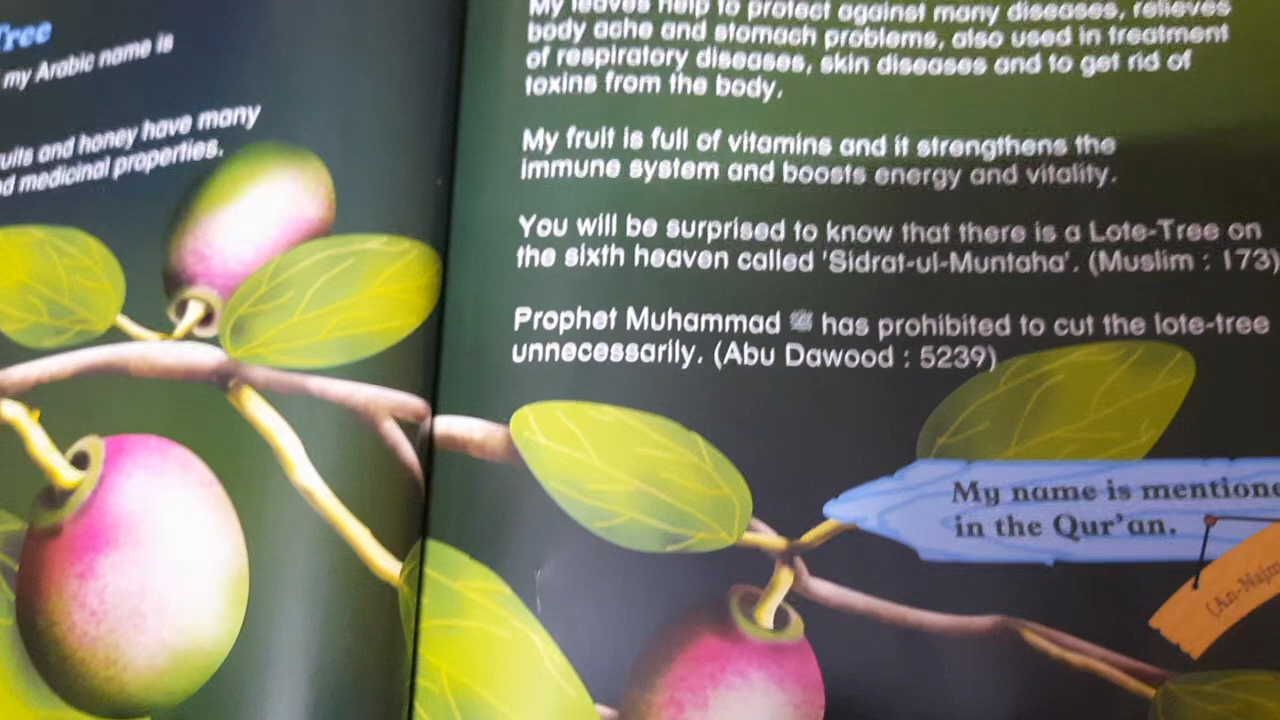 Tree
my Arabic name is
and honey have many
medicinal properties.
My leaves help to protect against many diseases, relieves
body ache and stomach problems, also used in treatment
of respiratory diseases, skin diseases and to get rid of
toxins from the body.
My fruit is full of vitamins and it strengthens the
immune system and boosts energy and vitality.
You will be surprised to know that there is a Lote-Tree on
the sixth heaven called 'Sidrat-ul-Muntaha'. (Muslim : 173)
Prophet Muhammad ﷺ has prohibited to cut the lote-tree
unnecessarily. (Abu Dawood : 5239)
My name is mentione
in the Qur'an.
(An-Najm